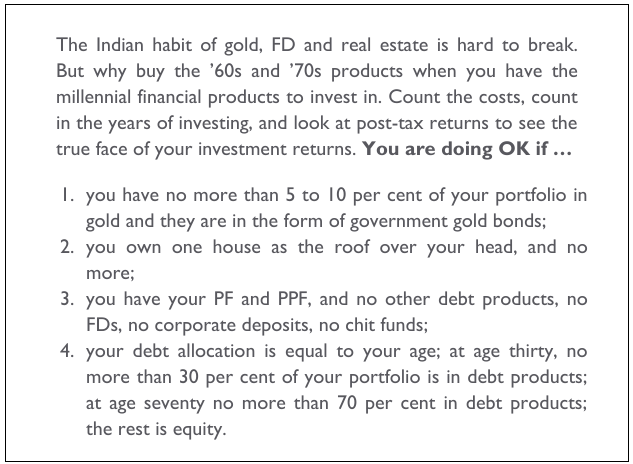 The Indian habit of gold, FD and real estate is hard to break.
But why buy the ’60s and ’70s products when you have the
millennial financial products to invest in. Count the costs, count
in the years of investing, and look at post-tax returns to see the
true face of your investment returns. You are doing OK if …
1. you have no more than 5 to 10 per cent of your portfolio in
gold and they are in the form of government gold bonds;
2. you own one house as the roof over your head, and no
more;
3. you have your PF and PPF, and no other debt products, no
FDs, no corporate deposits, no chit funds;
4. your debt allocation is equal to your age; at age thirty, no
more than 30 per cent of your portfolio is in debt products;
at age seventy no more than 70 per cent in debt products;
the rest is equity.